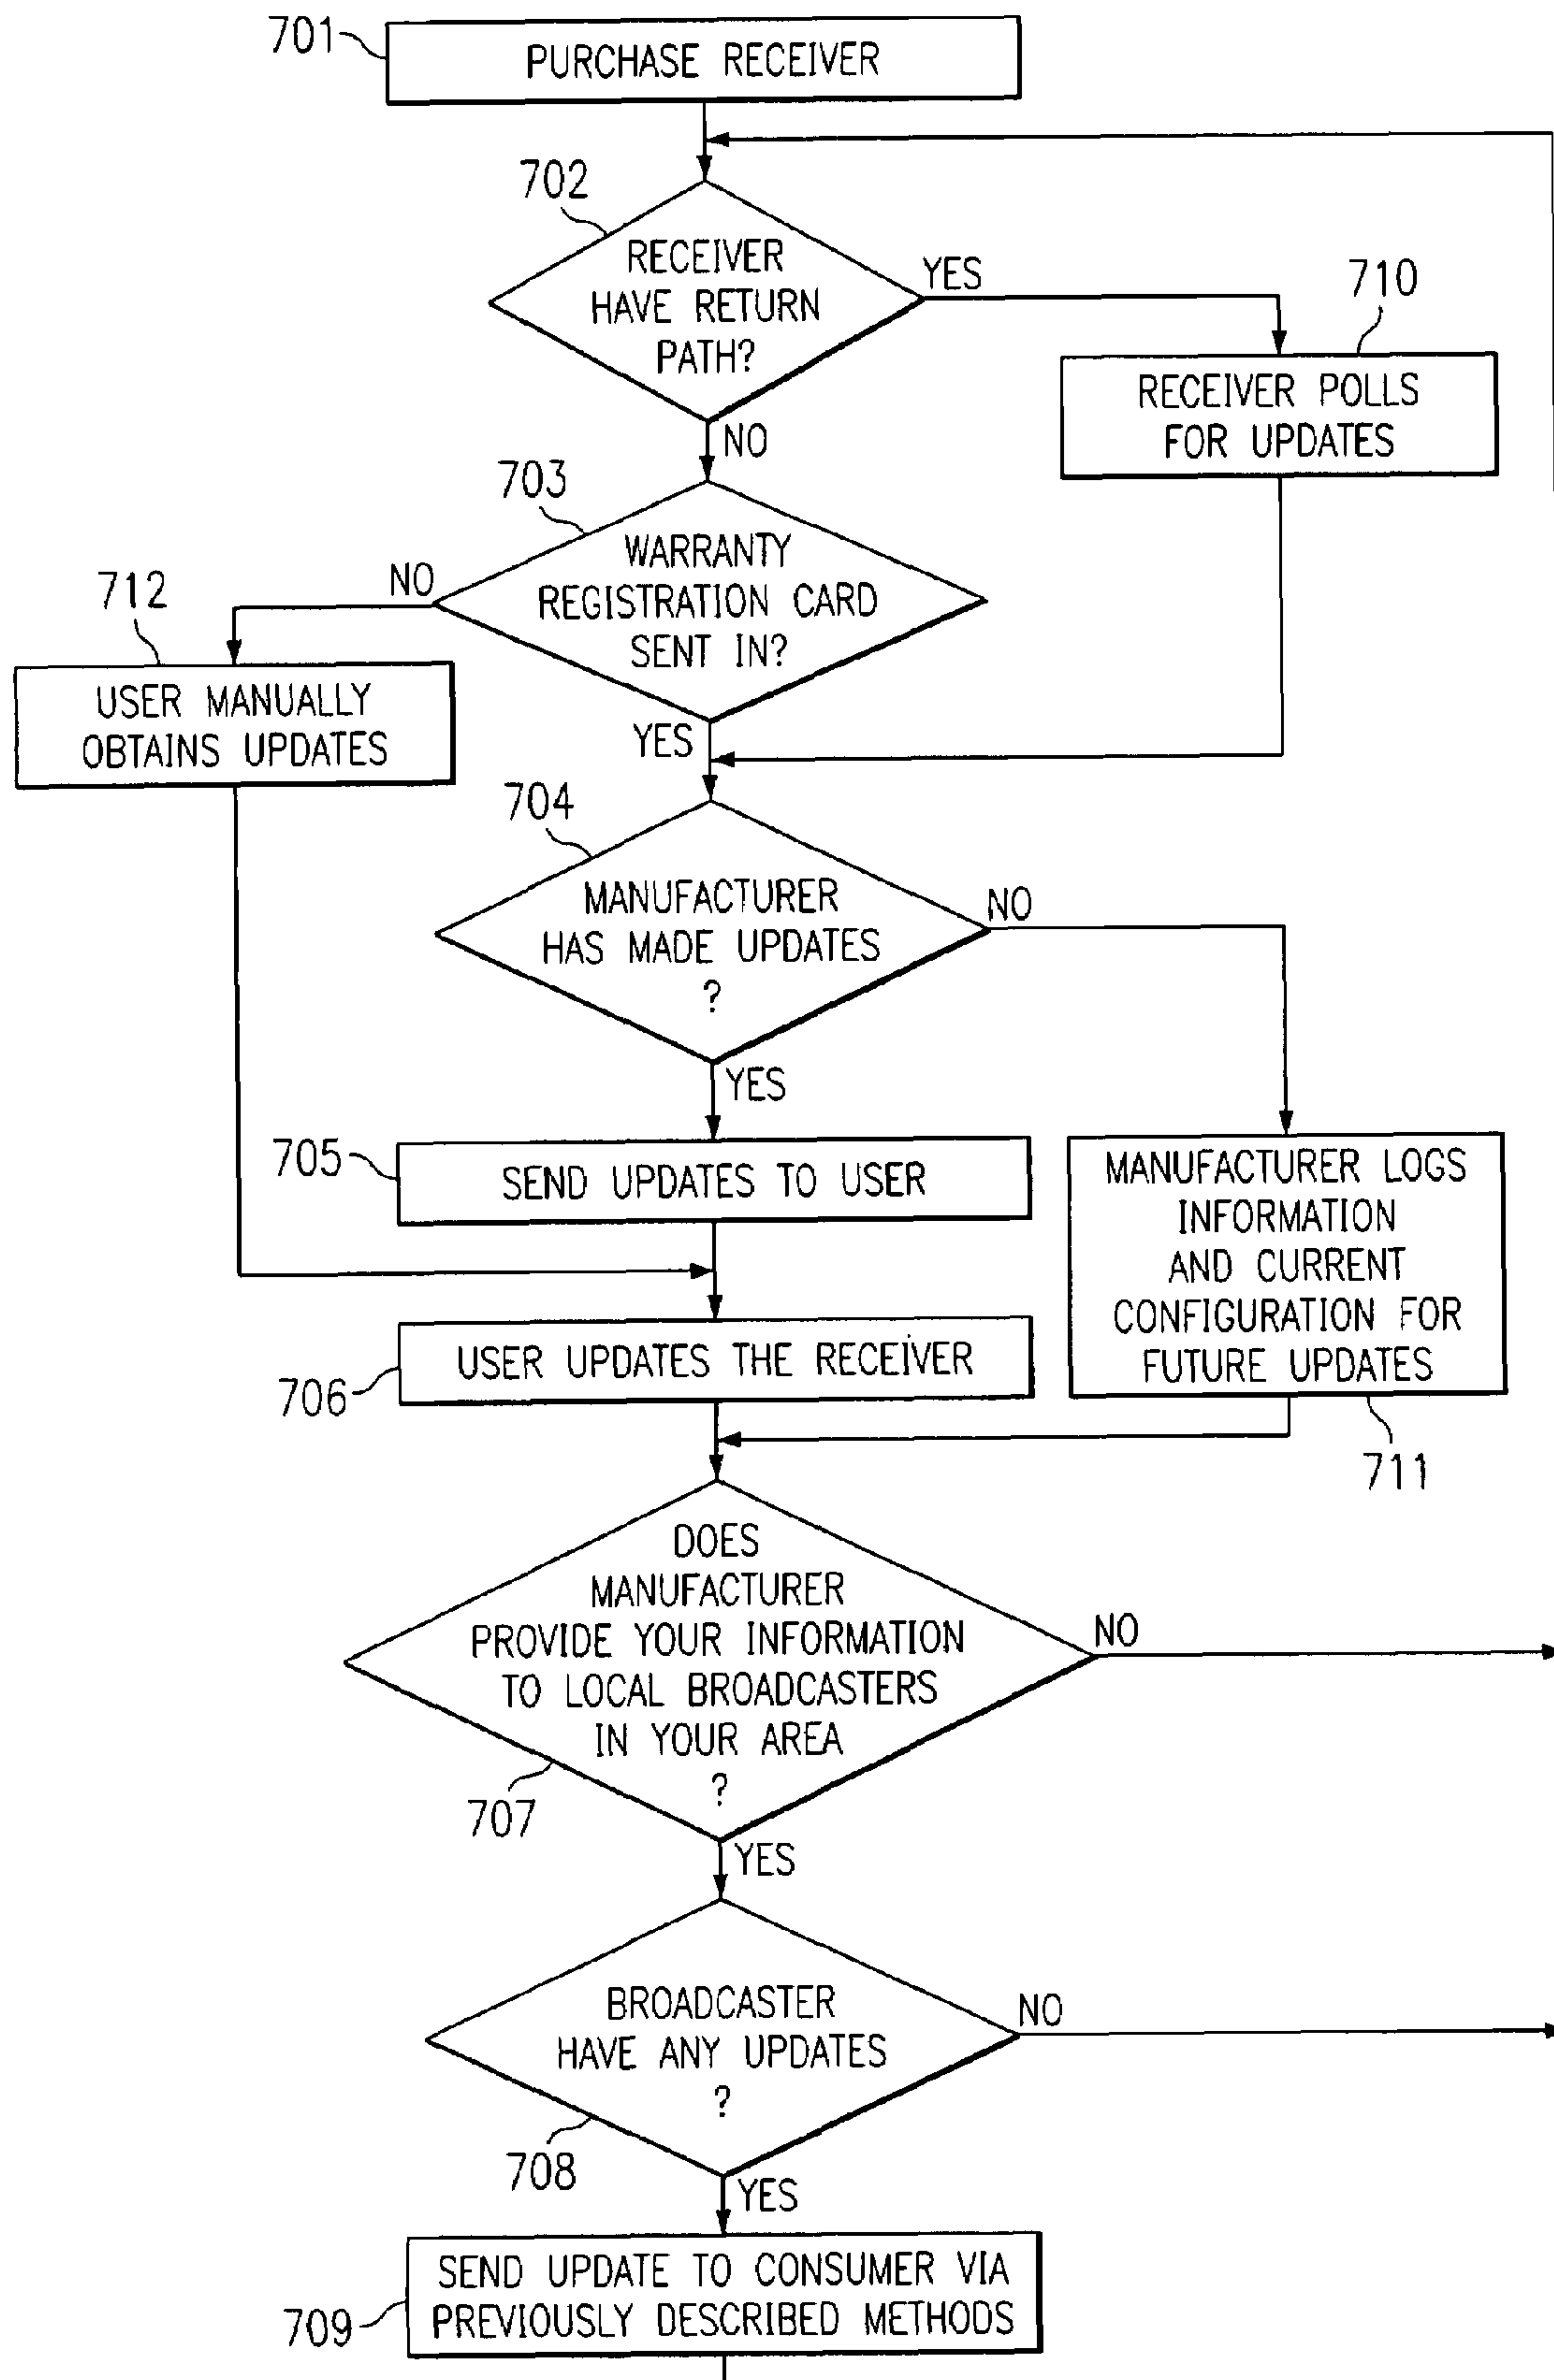 701
PURCHASE RECEIVER
702
RECEIVER
HAVE RETURN
PATH?
YES
710
RECEIVER POLLS
FOR UPDATES
NO
703
WARRANTY
REGISTRATION CARD
SENT IN?
NO
712
USER MANUALLY
OBTAINS UPDATES
YES
704
MANUFACTURER
HAS MADE UPDATES
?
NO
YES
705
SEND UPDATES TO USER
MANUFACTURER LOGS
INFORMATION
AND CURRENT
CONFIGURATION FOR
FUTURE UPDATES
711
706
USER UPDATES THE RECEIVER
DOES
MANUFACTURER
PROVIDE YOUR INFORMATION
TO LOCAL BROADCASTERS
IN YOUR AREA
?
NO
707
YES
BROADCASTER
HAVE ANY UPDATES
?
NO
708
YES
709
SEND UPDATE TO CONSUMER VIA
PREVIOUSLY DESCRIBED METHODS